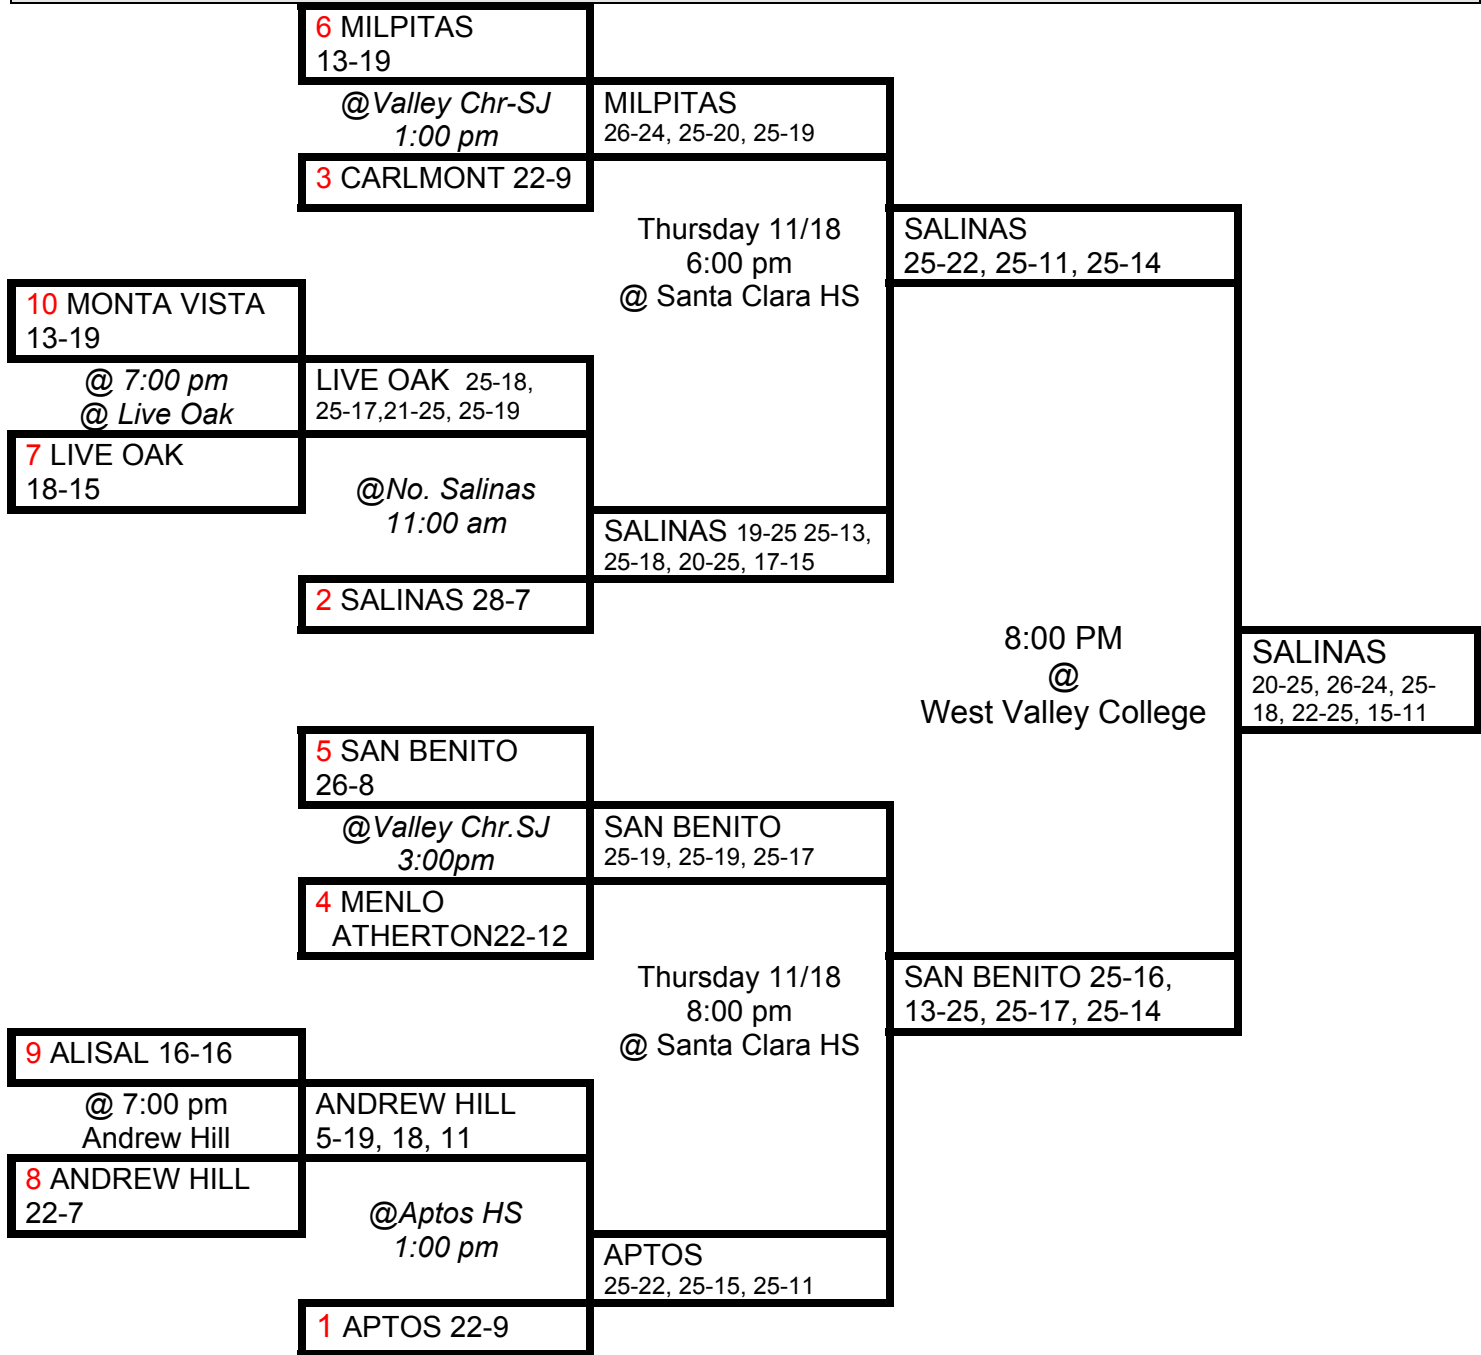 6 MILPITAS
13-19
@Valley Chr-SJ
1:00 pm
MILPITAS
26-24, 25-20, 25-19
3 CARLMONT 22-9
Thursday 11/18
6:00 pm
@ Santa Clara HS
SALINAS
25-22, 25-11, 25-14
10 MONTA VISTA
13-19
@ 7:00 pm
@ Live Oak
LIVE OAK 25-18,
25-17,21-25, 25-19
7 LIVE OAK
18-15
@No. Salinas
11:00 am
SALINAS 19-25 25-13,
25-18, 20-25, 17-15
2 SALINAS 28-7
8:00 PM
@
West Valley College
SALINAS
20-25, 26-24, 25-
18, 22-25, 15-11
5 SAN BENITO
26-8
@Valley Chr.SJ
3:00pm
SAN BENITO
25-19, 25-19, 25-17
4 MENLO
ATHERTON22-12
Thursday 11/18
8:00 pm
@ Santa Clara HS
SAN BENITO 25-16,
13-25, 25-17, 25-14
9 ALISAL 16-16
@ 7:00 pm
Andrew Hill
ANDREW HILL
5-19, 18, 11
8 ANDREW HILL
22-7
@Aptos HS
1:00 pm
APTOS
25-22, 25-15, 25-11
1 APTOS 22-9